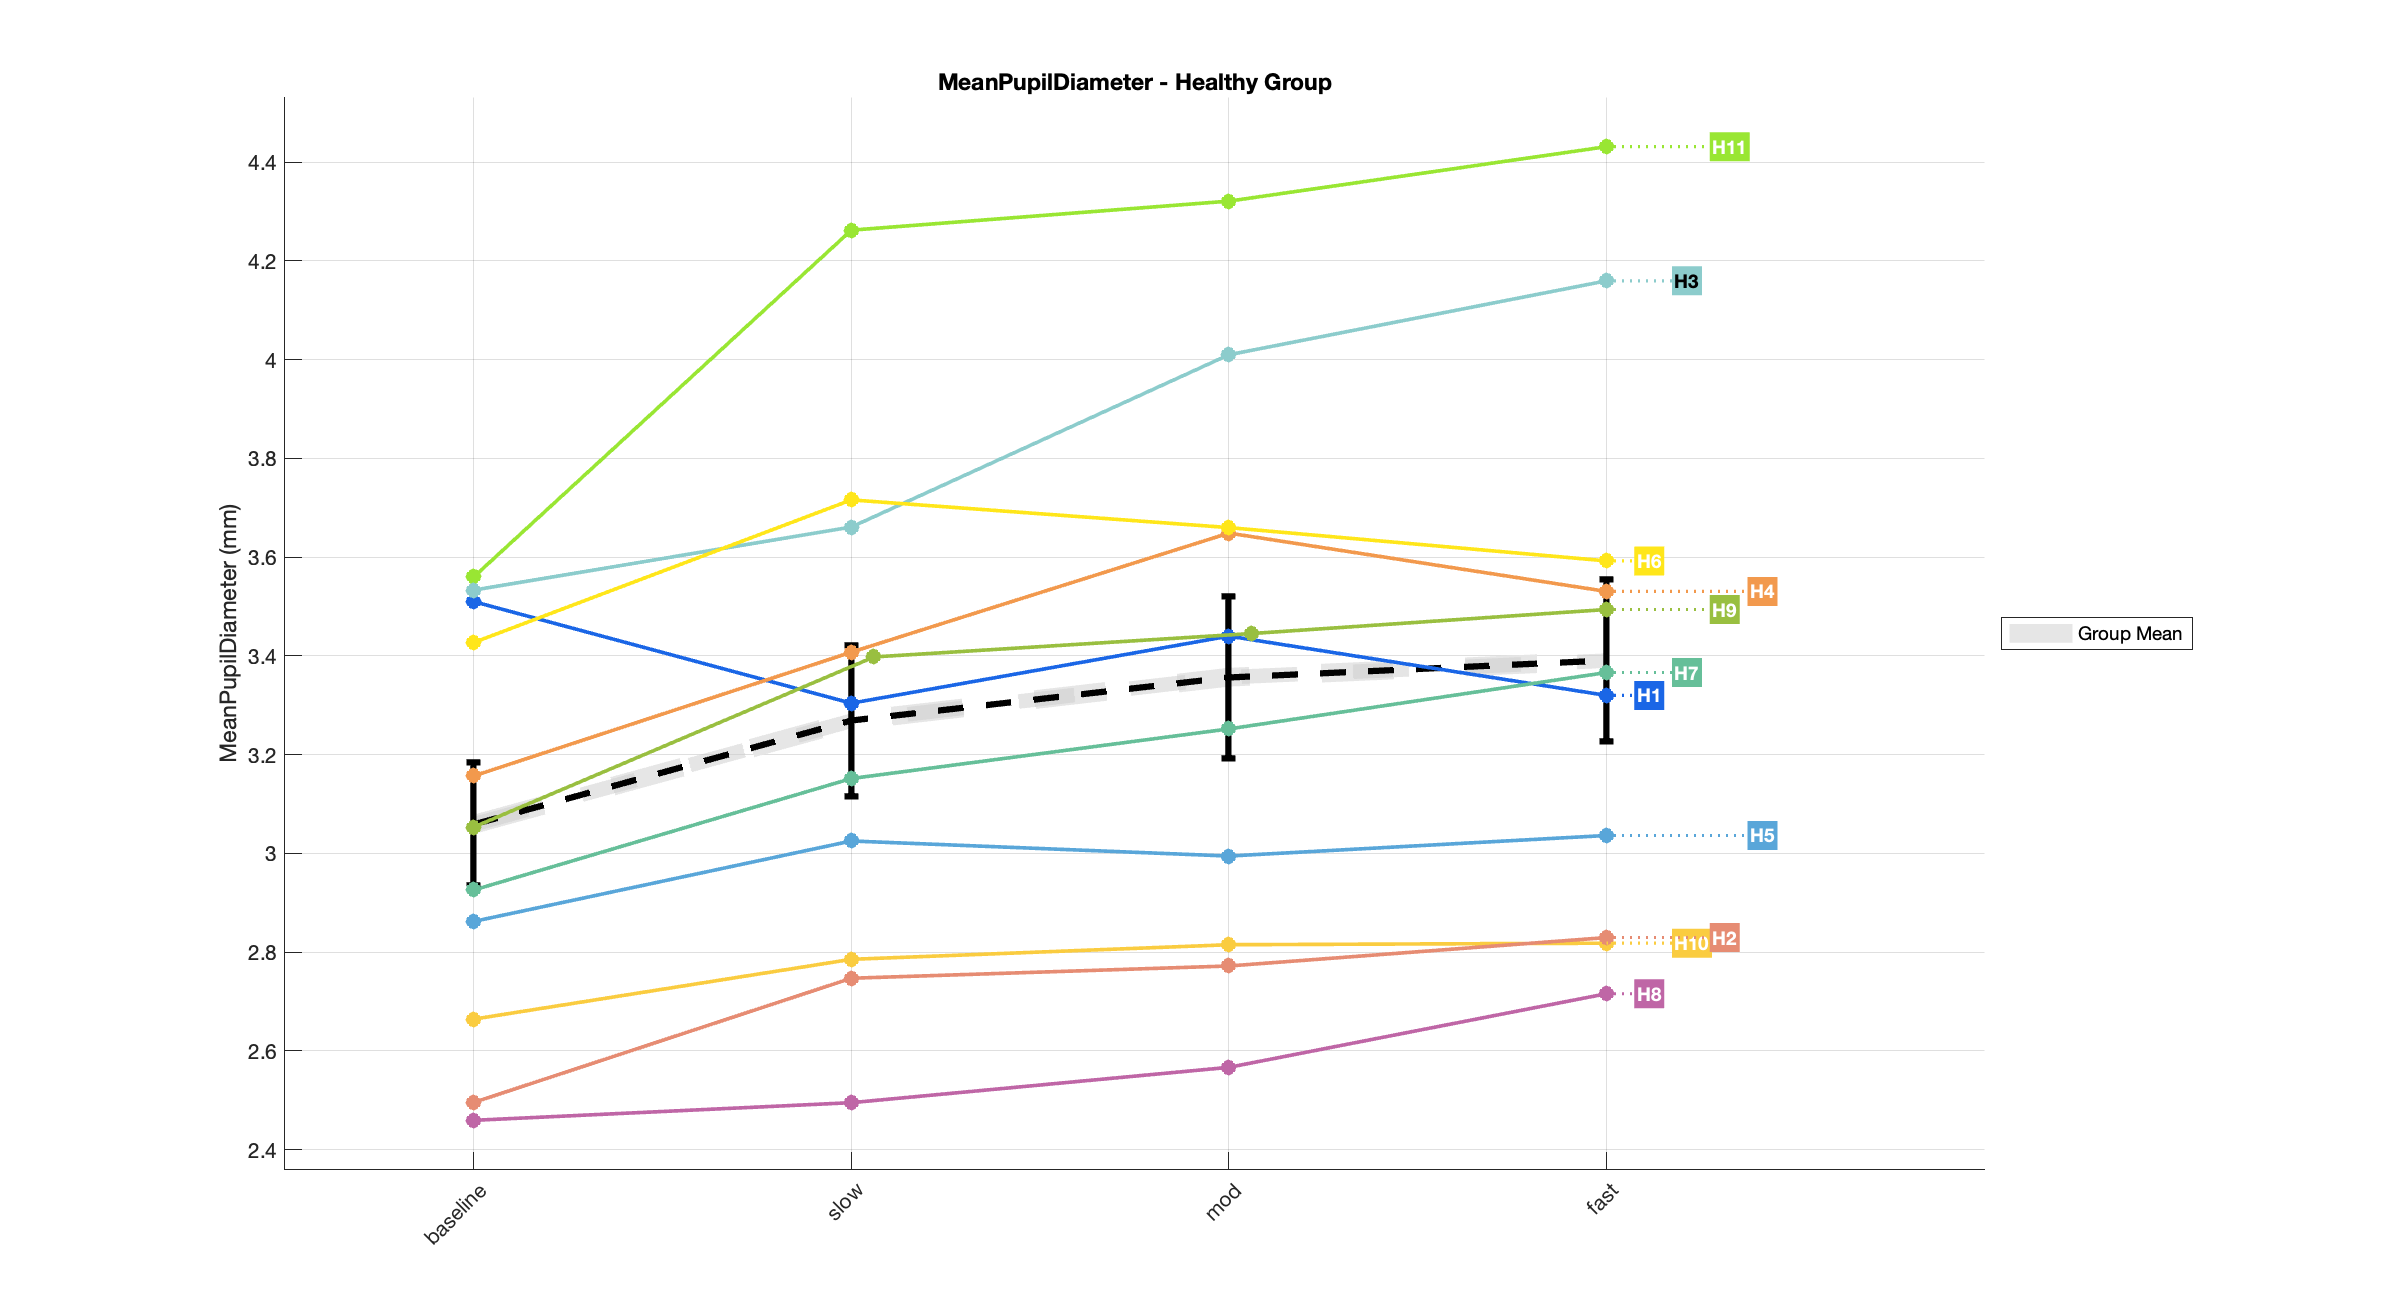 MeanPupilDiameter - Healthy Group
MeanPupilDiameter (mm)
4.4
4.2
4
3.8
3.6
3.4
3.2
3
2.8
2.6
2.4
baseline
slow
mod
fast
H11
H3
H6
H4
H9
H7
H1
H5
H2
H10
H8
Group Mean